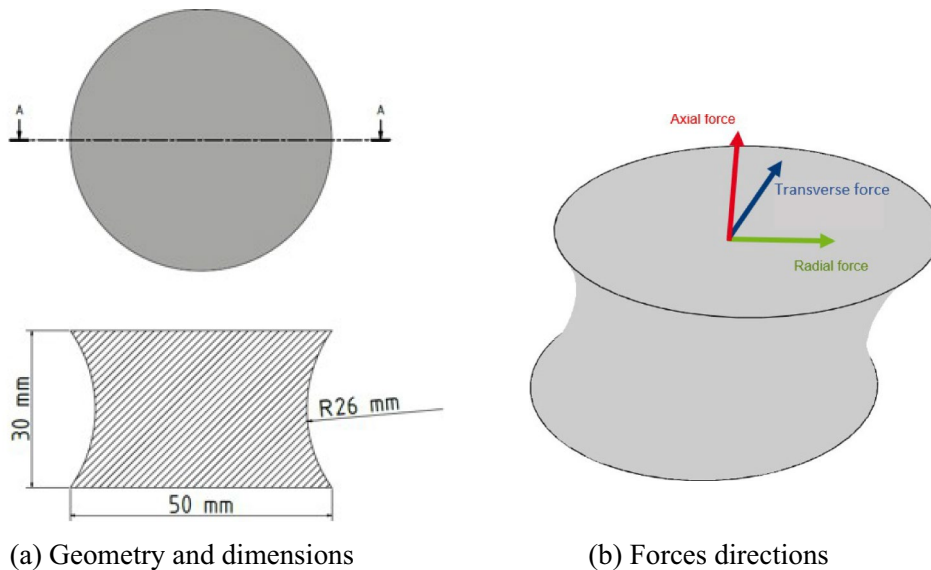 A A
30 mm
R26 mm
50 mm
(a) Geometry and dimensions
Axial force
Transverse force
Radial force
(b) Forces directions